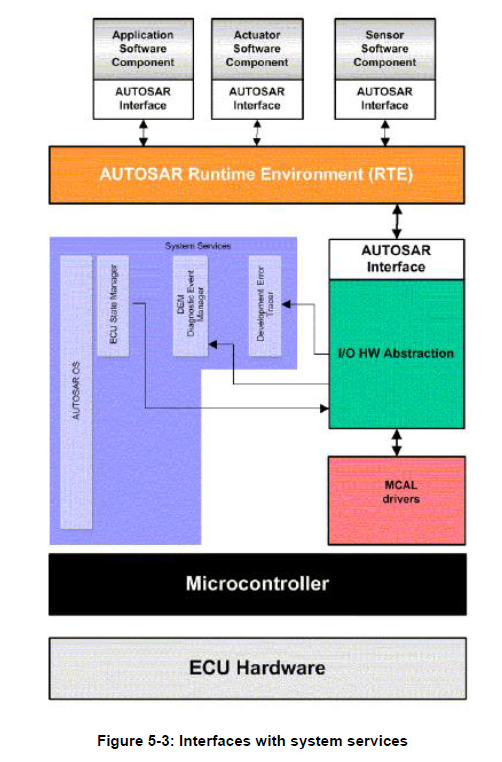 Application
Software
Component
AUTOSAR
Interface
Actuator
Software
Component
AUTOSAR
Interface
Sensor
Software
Component
AUTOSAR
Interface
AUTOSAR Runtime Environment (RTE)
System Services
AUTOSAR OS
ECU State Manager
DEM
Diagnostic Event
Manager
Development Error
Tracer
AUTOSAR
Interface
I/O HW Abstraction
MCAL
drivers
Microcontroller
ECU Hardware
Figure 5-3: Interfaces with system services